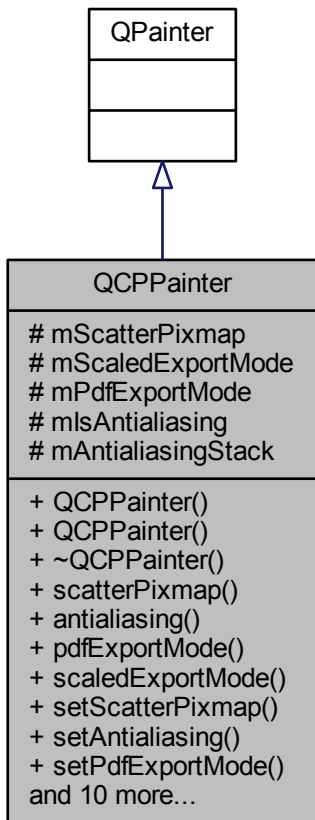 QPainter
QCPPainter
# mScatterPixmap
# mScaledExportMode
# mPdfExportMode
# mIsAntialiasing
# mAntialiasingStack
+ QCPPainter()
+ QCPPainter()
+ ~QCPPainter()
+ scatterPixmap()
+ antialiasing()
+ pdfExportMode()
+ scaledExportMode()
+ setScatterPixmap()
+ setAntialiasing()
+ setPdfExportMode()
and 10 more...